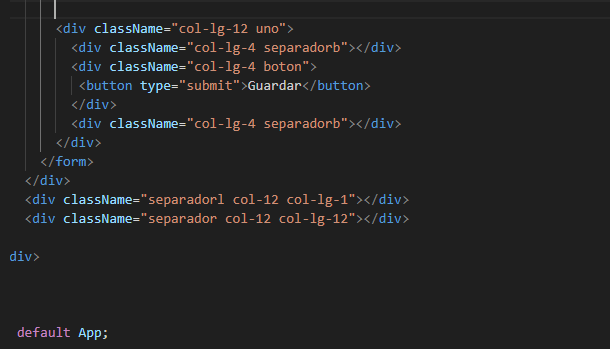 <div className="col-lg-12 uno">
<div className="col-lg-4 separadorb"></div>
<div className="col-lg-4 boton">
<button type="submit">Guardar</button>
</div>
<div className="col-lg-4 separadorb"></div>
</div>
</form>
</div>
<div className="separadorl col-12 col-lg-1"></div>
<div className="separador col-12 col-lg-12"></div>
div>
default App;